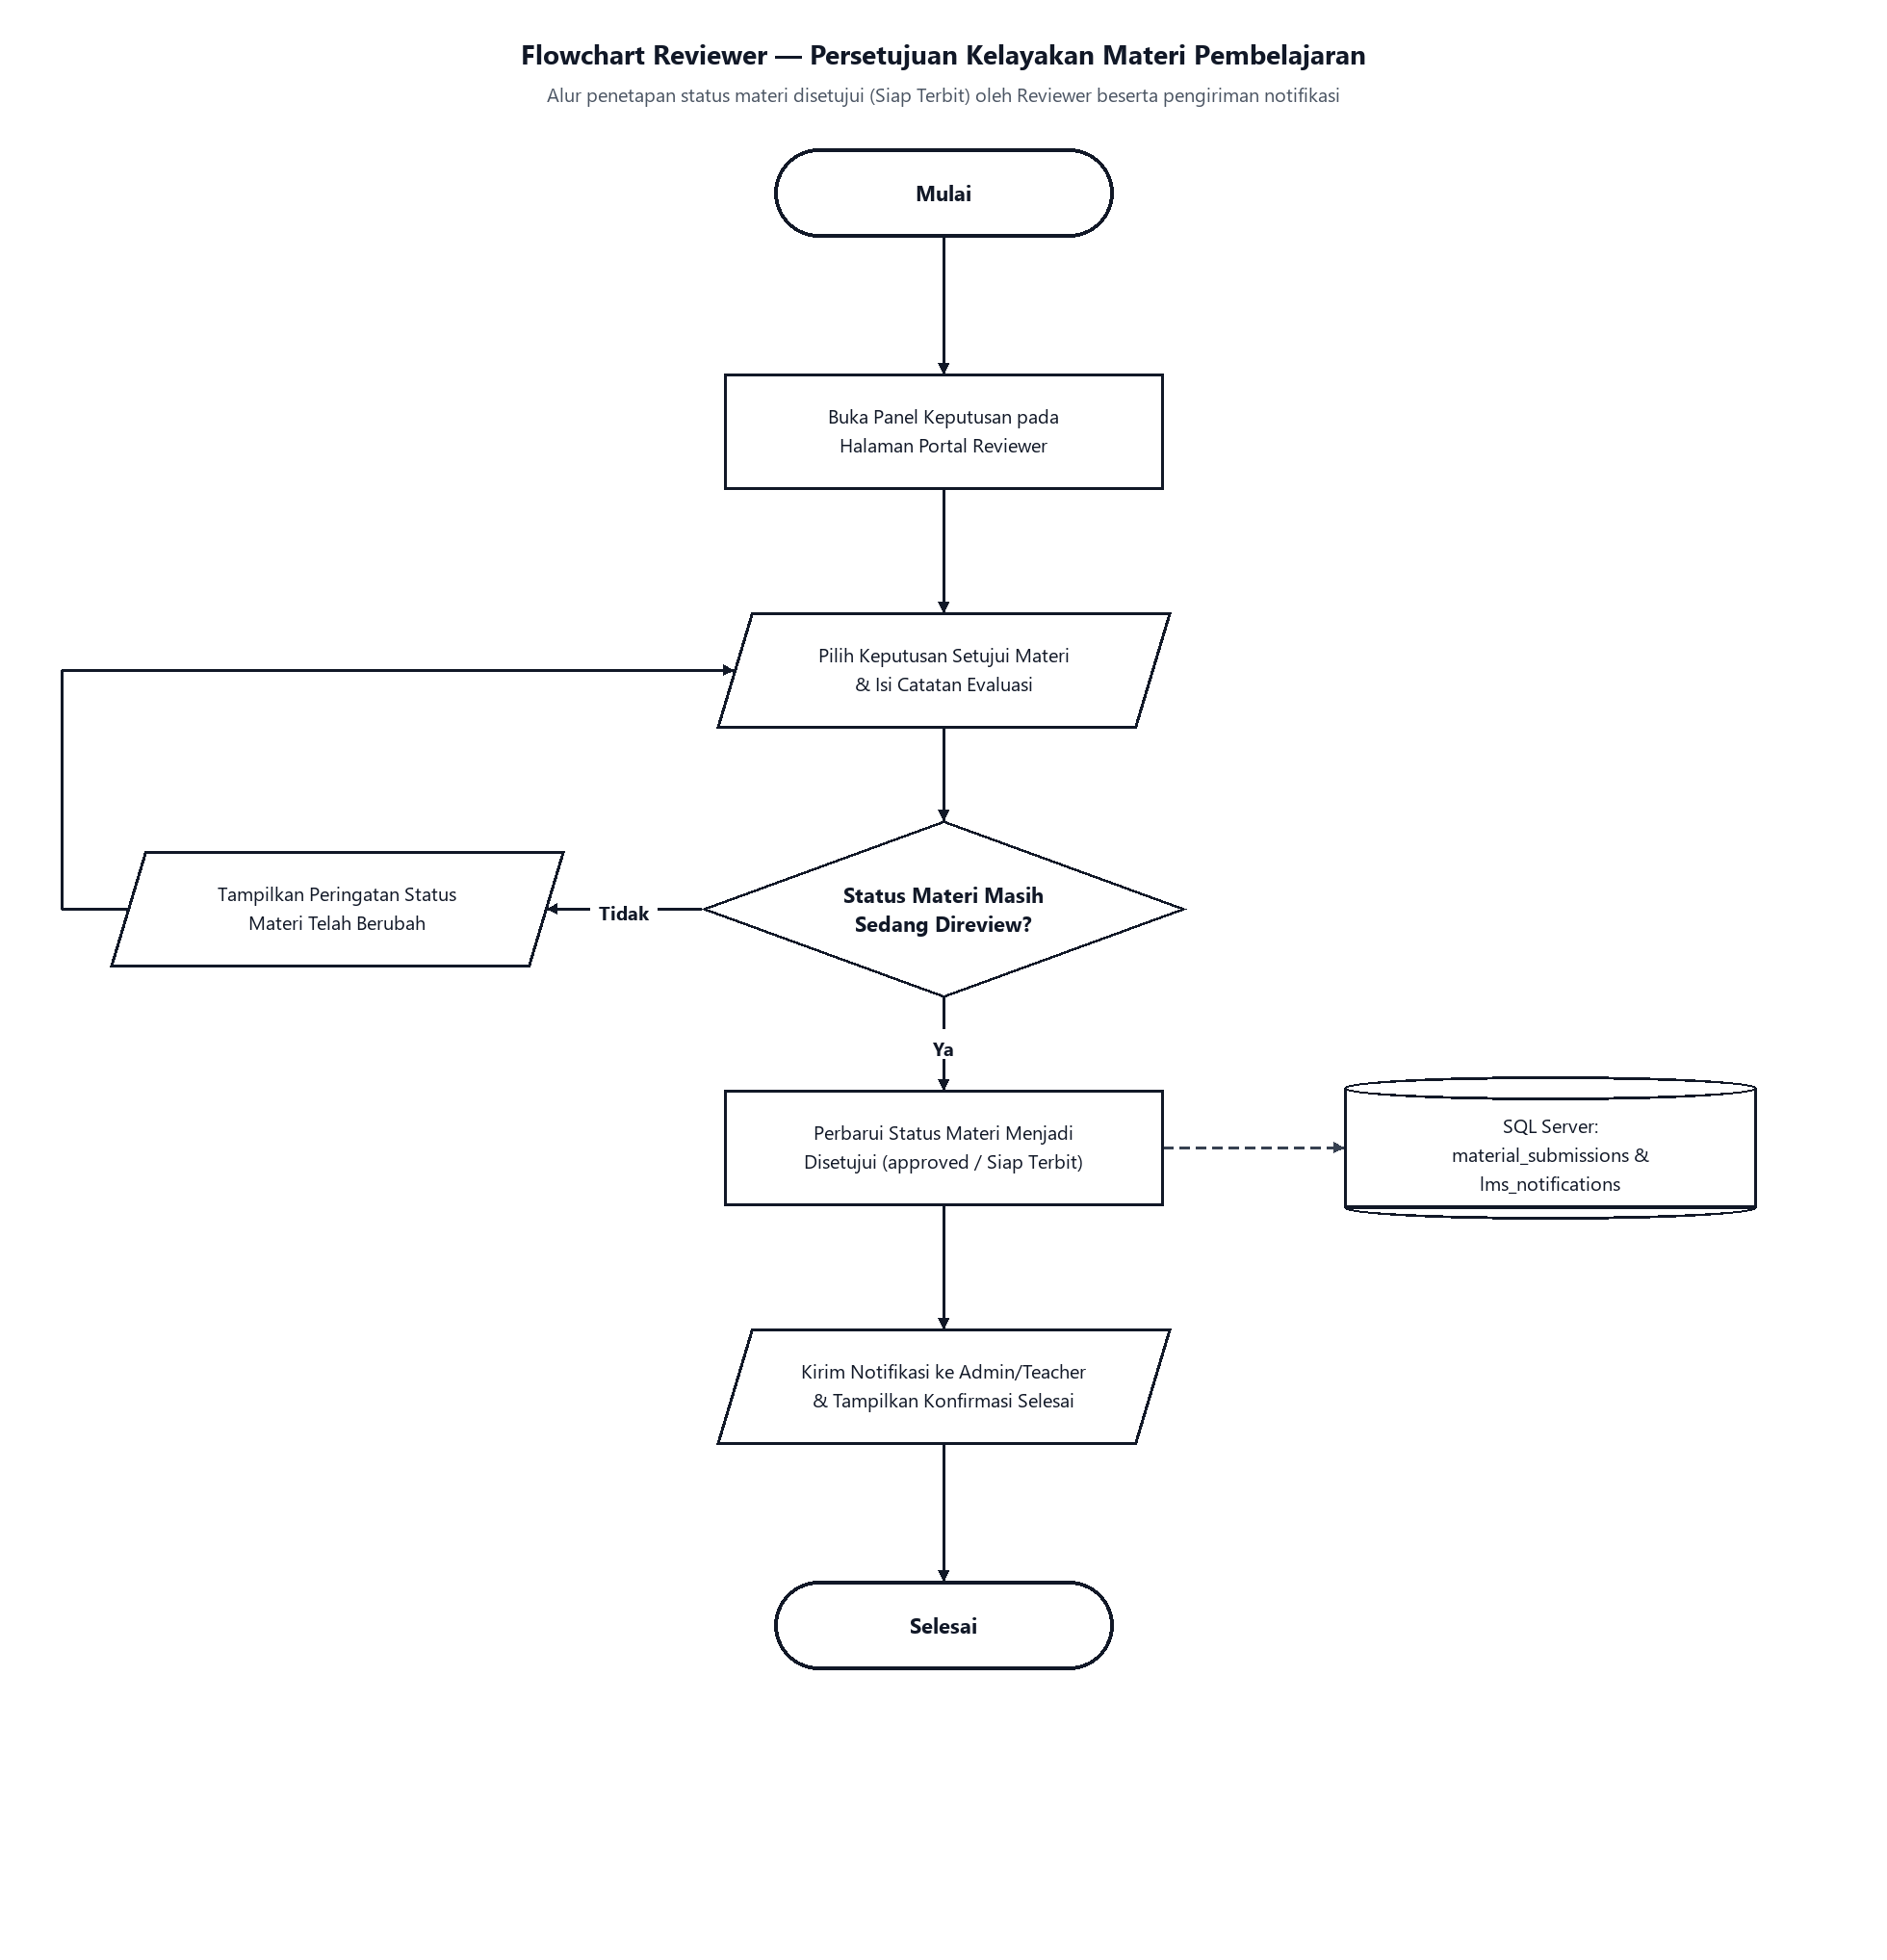 Flowchart Reviewer — Persetujuan Kelayakan Materi Pembelajaran
Alur penetapan status materi disetujui (Siap Terbit) oleh Reviewer beserta pengiriman notifikasi
Mulai
Buka Panel Keputusan pada
Halaman Portal Reviewer
Pilih Keputusan Setujui Materi
& Isi Catatan Evaluasi
Status Materi Masih
Sedang Direview?
Tidak
Tampilkan Peringatan Status
Materi Telah Berubah
Ya
Perbarui Status Materi Menjadi
Disetujui (approved / Siap Terbit)
SQL Server:
material_submissions &
lms_notifications
Kirim Notifikasi ke Admin/Teacher
& Tampilkan Konfirmasi Selesai
Selesai